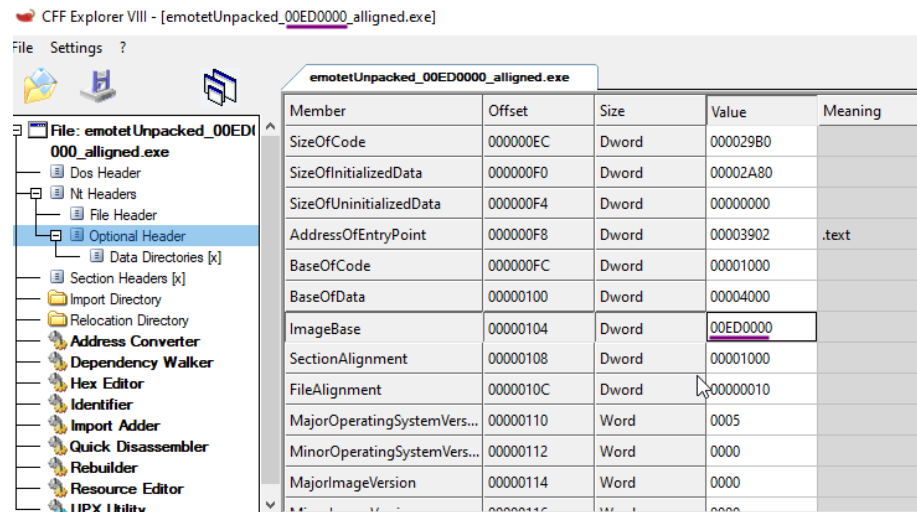 CFF Explorer VIII - [emotetUnpacked_00ED0000_alligned.exe]
File Settings ?
emotetUnpacked_00ED0000_alligned.exe
File: emotetUnpacked_00ED0
000_alligned.exe
Dos Header
Nt Headers
File Header
Optional Header
Data Directories [x]
Section Headers [x]
Import Directory
Relocation Directory
Address Converter
Dependency Walker
Hex Editor
Identifier
Import Adder
Quick Disassembler
Rebuilder
Resource Editor
UPX Utility
Member Offset Size Value Meaning
SizeOfCode 000000EC Dword 000029B0
SizeOfInitializedData 000000F0 Dword 00002A80
SizeOfUninitializedData 000000F4 Dword 00000000
AddressOfEntryPoint 000000F8 Dword 00003902 .text
BaseOfCode 000000FC Dword 00001000
BaseOfData 00000100 Dword 00004000
ImageBase 00000104 Dword 00ED0000
SectionAlignment 00000108 Dword 00001000
FileAlignment 0000010C Dword 00000010
MajorOperatingSystemVers... 00000110 Word 0005
MinorOperatingSystemVers... 00000112 Word 0000
MajorImageVersion 00000114 Word 0000